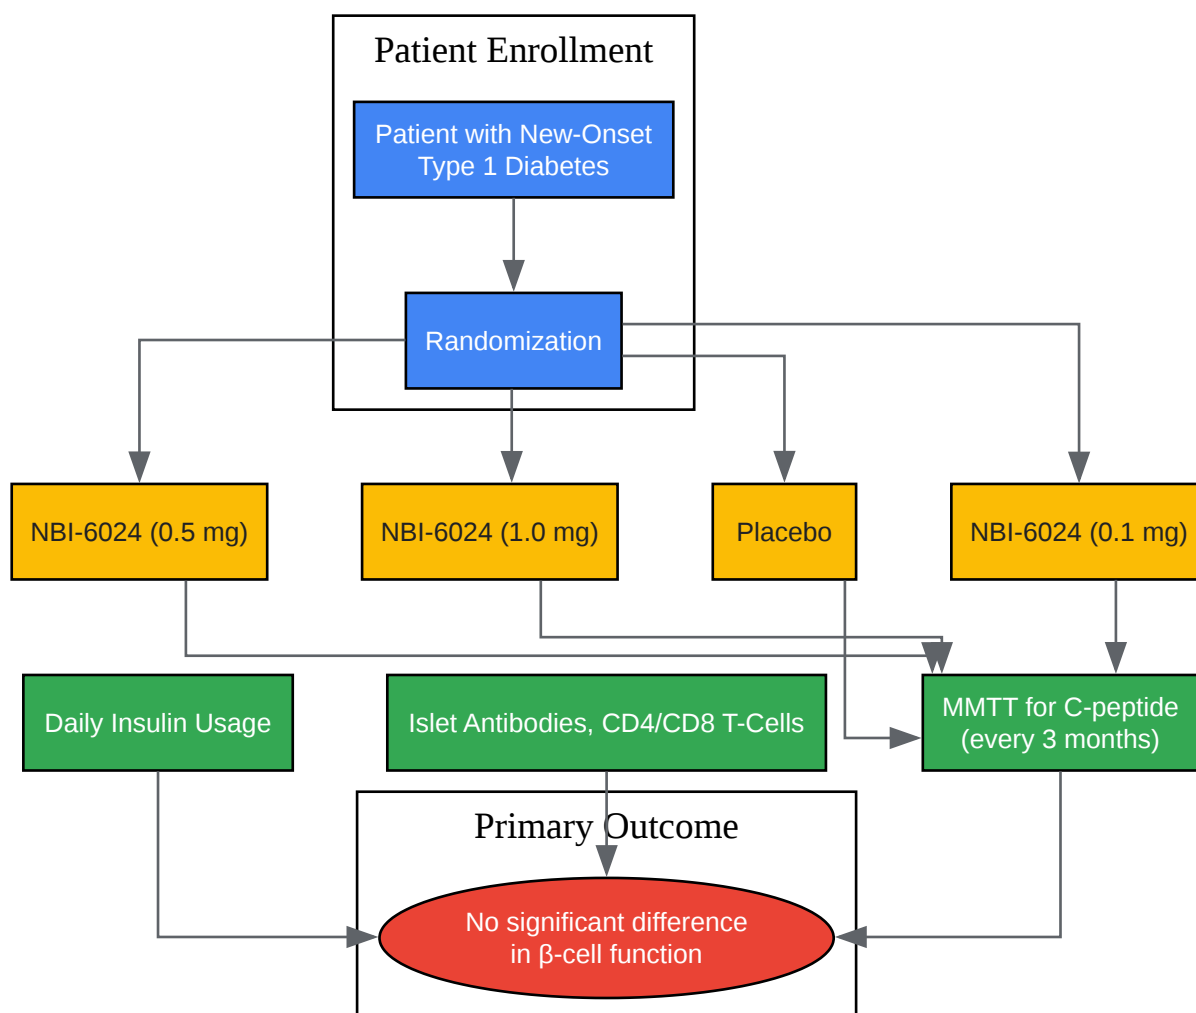 Patient Enrollment
Patient with New-Onset
Type 1 Diabetes
Randomization
NBI-6024 (0.5 mg)
NBI-6024 (1.0 mg)
Placebo
NBI-6024 (0.1 mg)
Daily Insulin Usage
Islet Antibodies, CD4/CD8 T-Cells
MMTT for C-peptide
(every 3 months)
Primary Outcome
No significant difference
in β-cell function